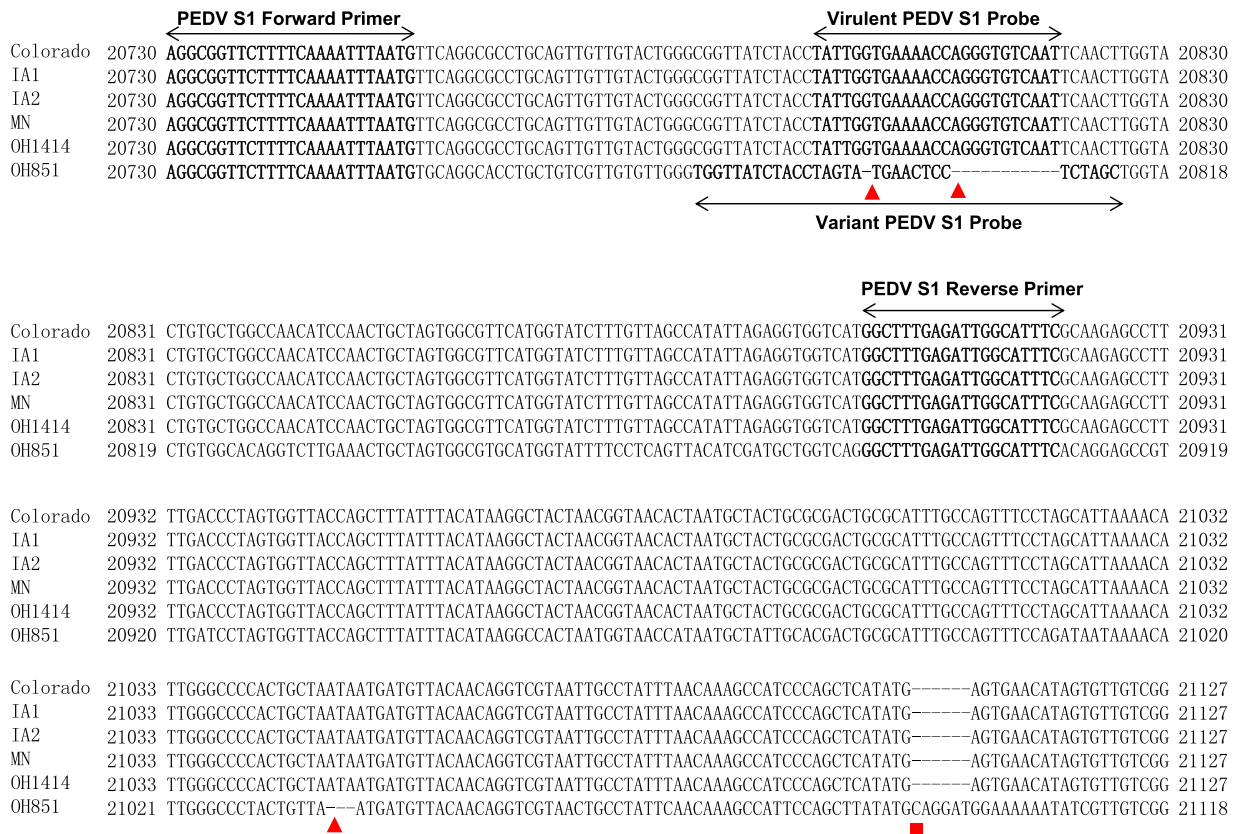 PEDV S1 Forward Primer Virulent PEDV S1 Probe
Colorado 20730 AGGCGGTTCTTTTCAAAATTTAATGTTCAGGCGCCTGCAGTTGTTGTACTGGGCGGTTATCTACCTATTGGTGAAAACCAGGGTGTCAATTCAACTTGGTA 20830
IA1 20730 AGGCGGTTCTTTTCAAAATTTAATGTTCAGGCGCCTGCAGTTGTTGTACTGGGCGGTTATCTACCTATTGGTGAAAACCAGGGTGTCAATTCAACTTGGTA 20830
IA2 20730 AGGCGGTTCTTTTCAAAATTTAATGTTCAGGCGCCTGCAGTTGTTGTACTGGGCGGTTATCTACCTATTGGTGAAAACCAGGGTGTCAATTCAACTTGGTA 20830
MN 20730 AGGCGGTTCTTTTCAAAATTTAATGTTCAGGCGCCTGCAGTTGTTGTACTGGGCGGTTATCTACCTATTGGTGAAAACCAGGGTGTCAATTCAACTTGGTA 20830
OH1414 20730 AGGCGGTTCTTTTCAAAATTTAATGTTCAGGCGCCTGCAGTTGTTGTACTGGGCGGTTATCTACCTATTGGTGAAAACCAGGGTGTCAATTCAACTTGGTA 20830
OH851 20730 AGGCGGTTCTTTTCAAAATTTAATGTGCAGGCACCTGCTGTCGTTGTGTTGGGTGGTTATCTACCTAGTA-TGAACTCC-----------TCTAGCTGGTA 20818
Variant PEDV S1 Probe
PEDV S1 Reverse Primer
Colorado 20831 CTGTGCTGGCCAACATCCAACTGCTAGTGGCGTTCATGGTATCTTTGTTAGCCATATTAGAGGTGGTCATGGCTTTGAGATTGGCATTTCGCAAGAGCCTT 20931
IA1 20831 CTGTGCTGGCCAACATCCAACTGCTAGTGGCGTTCATGGTATCTTTGTTAGCCATATTAGAGGTGGTCATGGCTTTGAGATTGGCATTTCGCAAGAGCCTT 20931
IA2 20831 CTGTGCTGGCCAACATCCAACTGCTAGTGGCGTTCATGGTATCTTTGTTAGCCATATTAGAGGTGGTCATGGCTTTGAGATTGGCATTTCGCAAGAGCCTT 20931
MN 20831 CTGTGCTGGCCAACATCCAACTGCTAGTGGCGTTCATGGTATCTTTGTTAGCCATATTAGAGGTGGTCATGGCTTTGAGATTGGCATTTCGCAAGAGCCTT 20931
OH1414 20831 CTGTGCTGGCCAACATCCAACTGCTAGTGGCGTTCATGGTATCTTTGTTAGCCATATTAGAGGTGGTCATGGCTTTGAGATTGGCATTTCGCAAGAGCCTT 20931
OH851 20819 CTGTGGCACAGGTCTTGAAACTGCTAGTGGCGTGCATGGTATTTTCCTCAGTTACATCGATGCTGGTCAGGGCTTTGAGATTGGCATTTCACAGGAGCCGT 20919
Colorado 20932 TTGACCCTAGTGGTTACCAGCTTTATTTACATAAGGCTACTAACGGTAACACTAATGCTACTGCGCGACTGCGCATTTGCCAGTTTCCTAGCATTAAAACA 21032
IA1 20932 TTGACCCTAGTGGTTACCAGCTTTATTTACATAAGGCTACTAACGGTAACACTAATGCTACTGCGCGACTGCGCATTTGCCAGTTTCCTAGCATTAAAACA 21032
IA2 20932 TTGACCCTAGTGGTTACCAGCTTTATTTACATAAGGCTACTAACGGTAACACTAATGCTACTGCGCGACTGCGCATTTGCCAGTTTCCTAGCATTAAAACA 21032
MN 20932 TTGACCCTAGTGGTTACCAGCTTTATTTACATAAGGCTACTAACGGTAACACTAATGCTACTGCGCGACTGCGCATTTGCCAGTTTCCTAGCATTAAAACA 21032
OH1414 20932 TTGACCCTAGTGGTTACCAGCTTTATTTACATAAGGCTACTAACGGTAACACTAATGCTACTGCGCGACTGCGCATTTGCCAGTTTCCTAGCATTAAAACA 21032
OH851 20920 TTGATCCTAGTGGTTACCAGCTTTATTTACATAAGGCCACTAATGGTAACCATAATGCTATTGCACGACTGCGCATTTGCCAGTTTCCAGATAATAAAACA 21020
Colorado 21033 TTGGGCCCCACTGCTAATAATGATGTTACAACAGGTCGTAATTGCCTATTTAACAAAGCCATCCCAGCTCATATG------AGTGAACATAGTGTTGTCGG 21127
IA1 21033 TTGGGCCCCACTGCTAATAATGATGTTACAACAGGTCGTAATTGCCTATTTAACAAAGCCATCCCAGCTCATATG------AGTGAACATAGTGTTGTCGG 21127
IA2 21033 TTGGGCCCCACTGCTAATAATGATGTTACAACAGGTCGTAATTGCCTATTTAACAAAGCCATCCCAGCTCATATG------AGTGAACATAGTGTTGTCGG 21127
MN 21033 TTGGGCCCCACTGCTAATAATGATGTTACAACAGGTCGTAATTGCCTATTTAACAAAGCCATCCCAGCTCATATG------AGTGAACATAGTGTTGTCGG 21127
OH1414 21033 TTGGGCCCCACTGCTAATAATGATGTTACAACAGGTCGTAATTGCCTATTTAACAAAGCCATCCCAGCTCATATG------AGTGAACATAGTGTTGTCGG 21127
OH851 21021 TTGGGCCCTACTGTTA---ATGATGTTACAACAGGTCGTAACTGCCTATTCAACAAAGCCATTCCAGCTTATATGCAGGATGGAAAAAATATCGTTGTCGG 21118